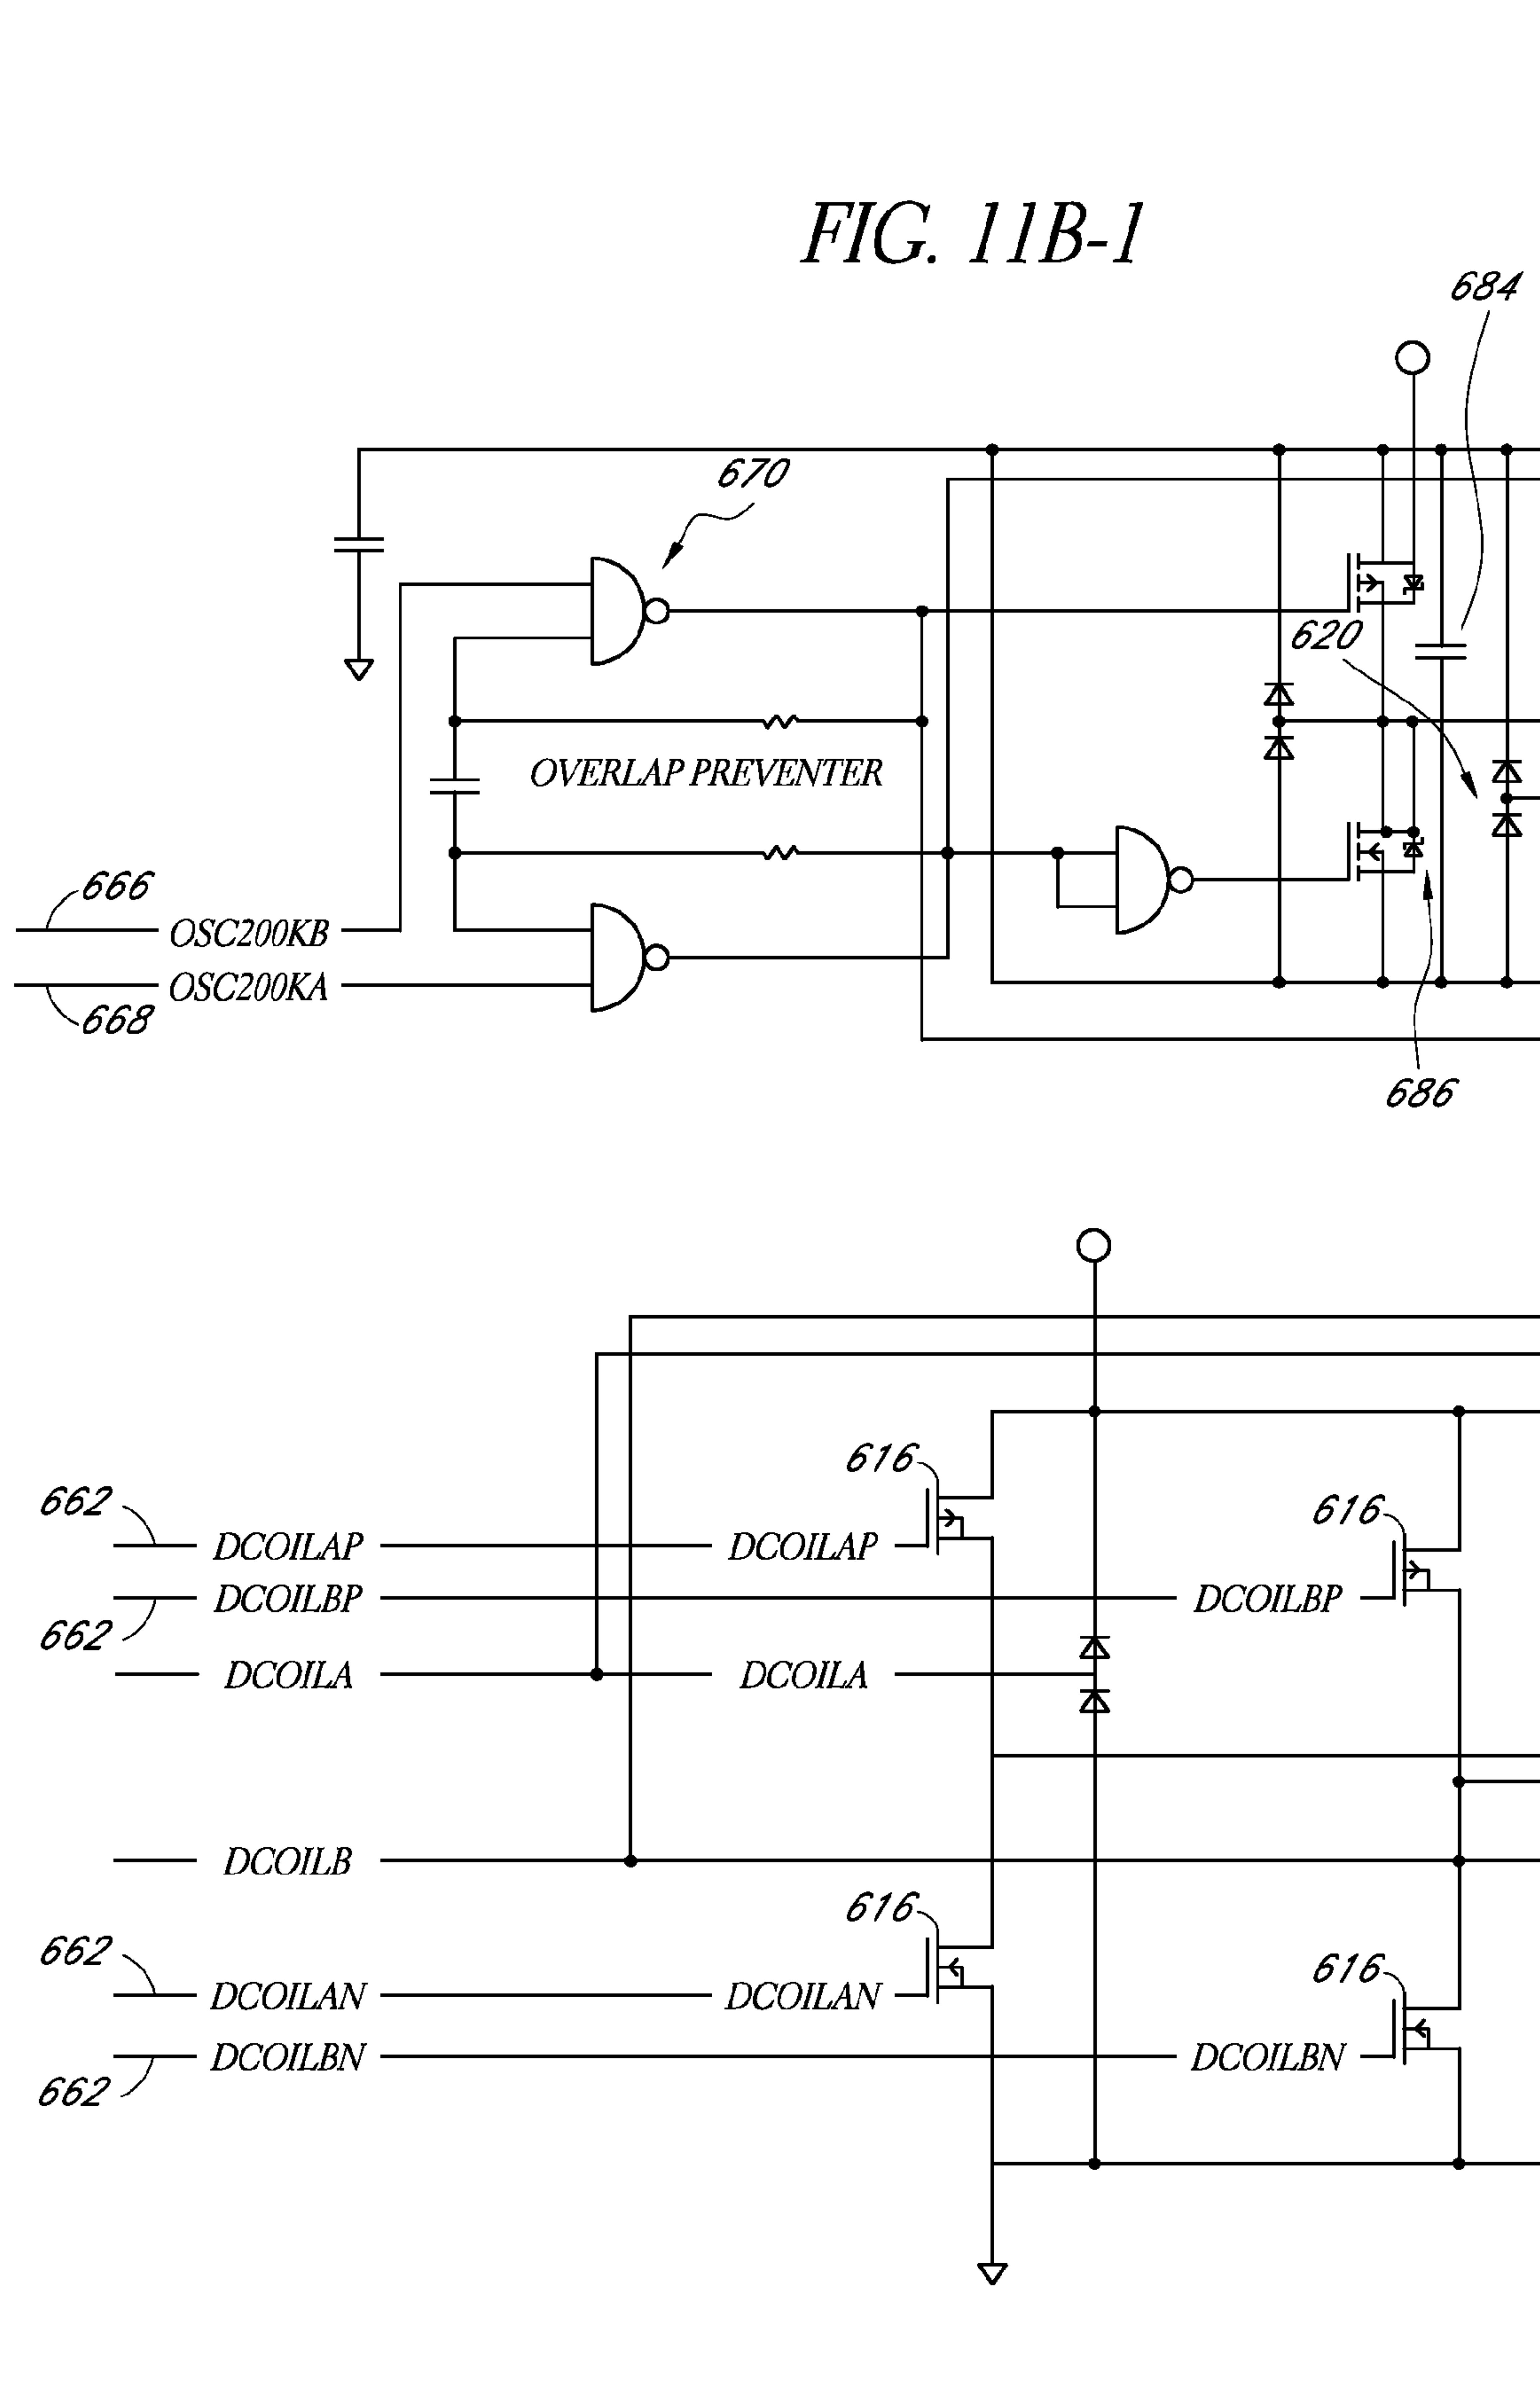 FIG. 11B-1
684
670
620
OVERLAP PREVENTER
666
OSC200KB
OSC200KA
668
686
616
662
DCOILAP
DCOILAP
616
DCOILBP
DCOILBP
662
DCOILA
DCOILA
DCOILB
616
662
DCOILAN
DCOILAN
616
DCOILBN
DCOILBN
662